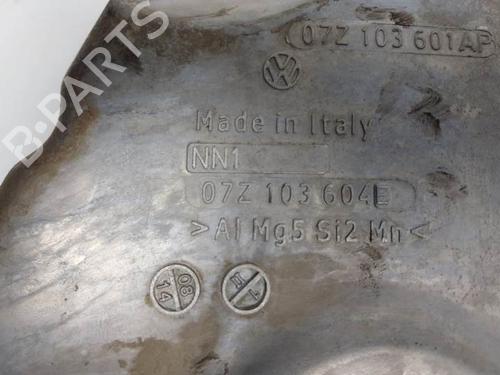 07Z 103 601AP
Made in Italy
NN1
07Z 103 604E
>Al Mg5 Si2 Mn<
08
14
B-PARTS